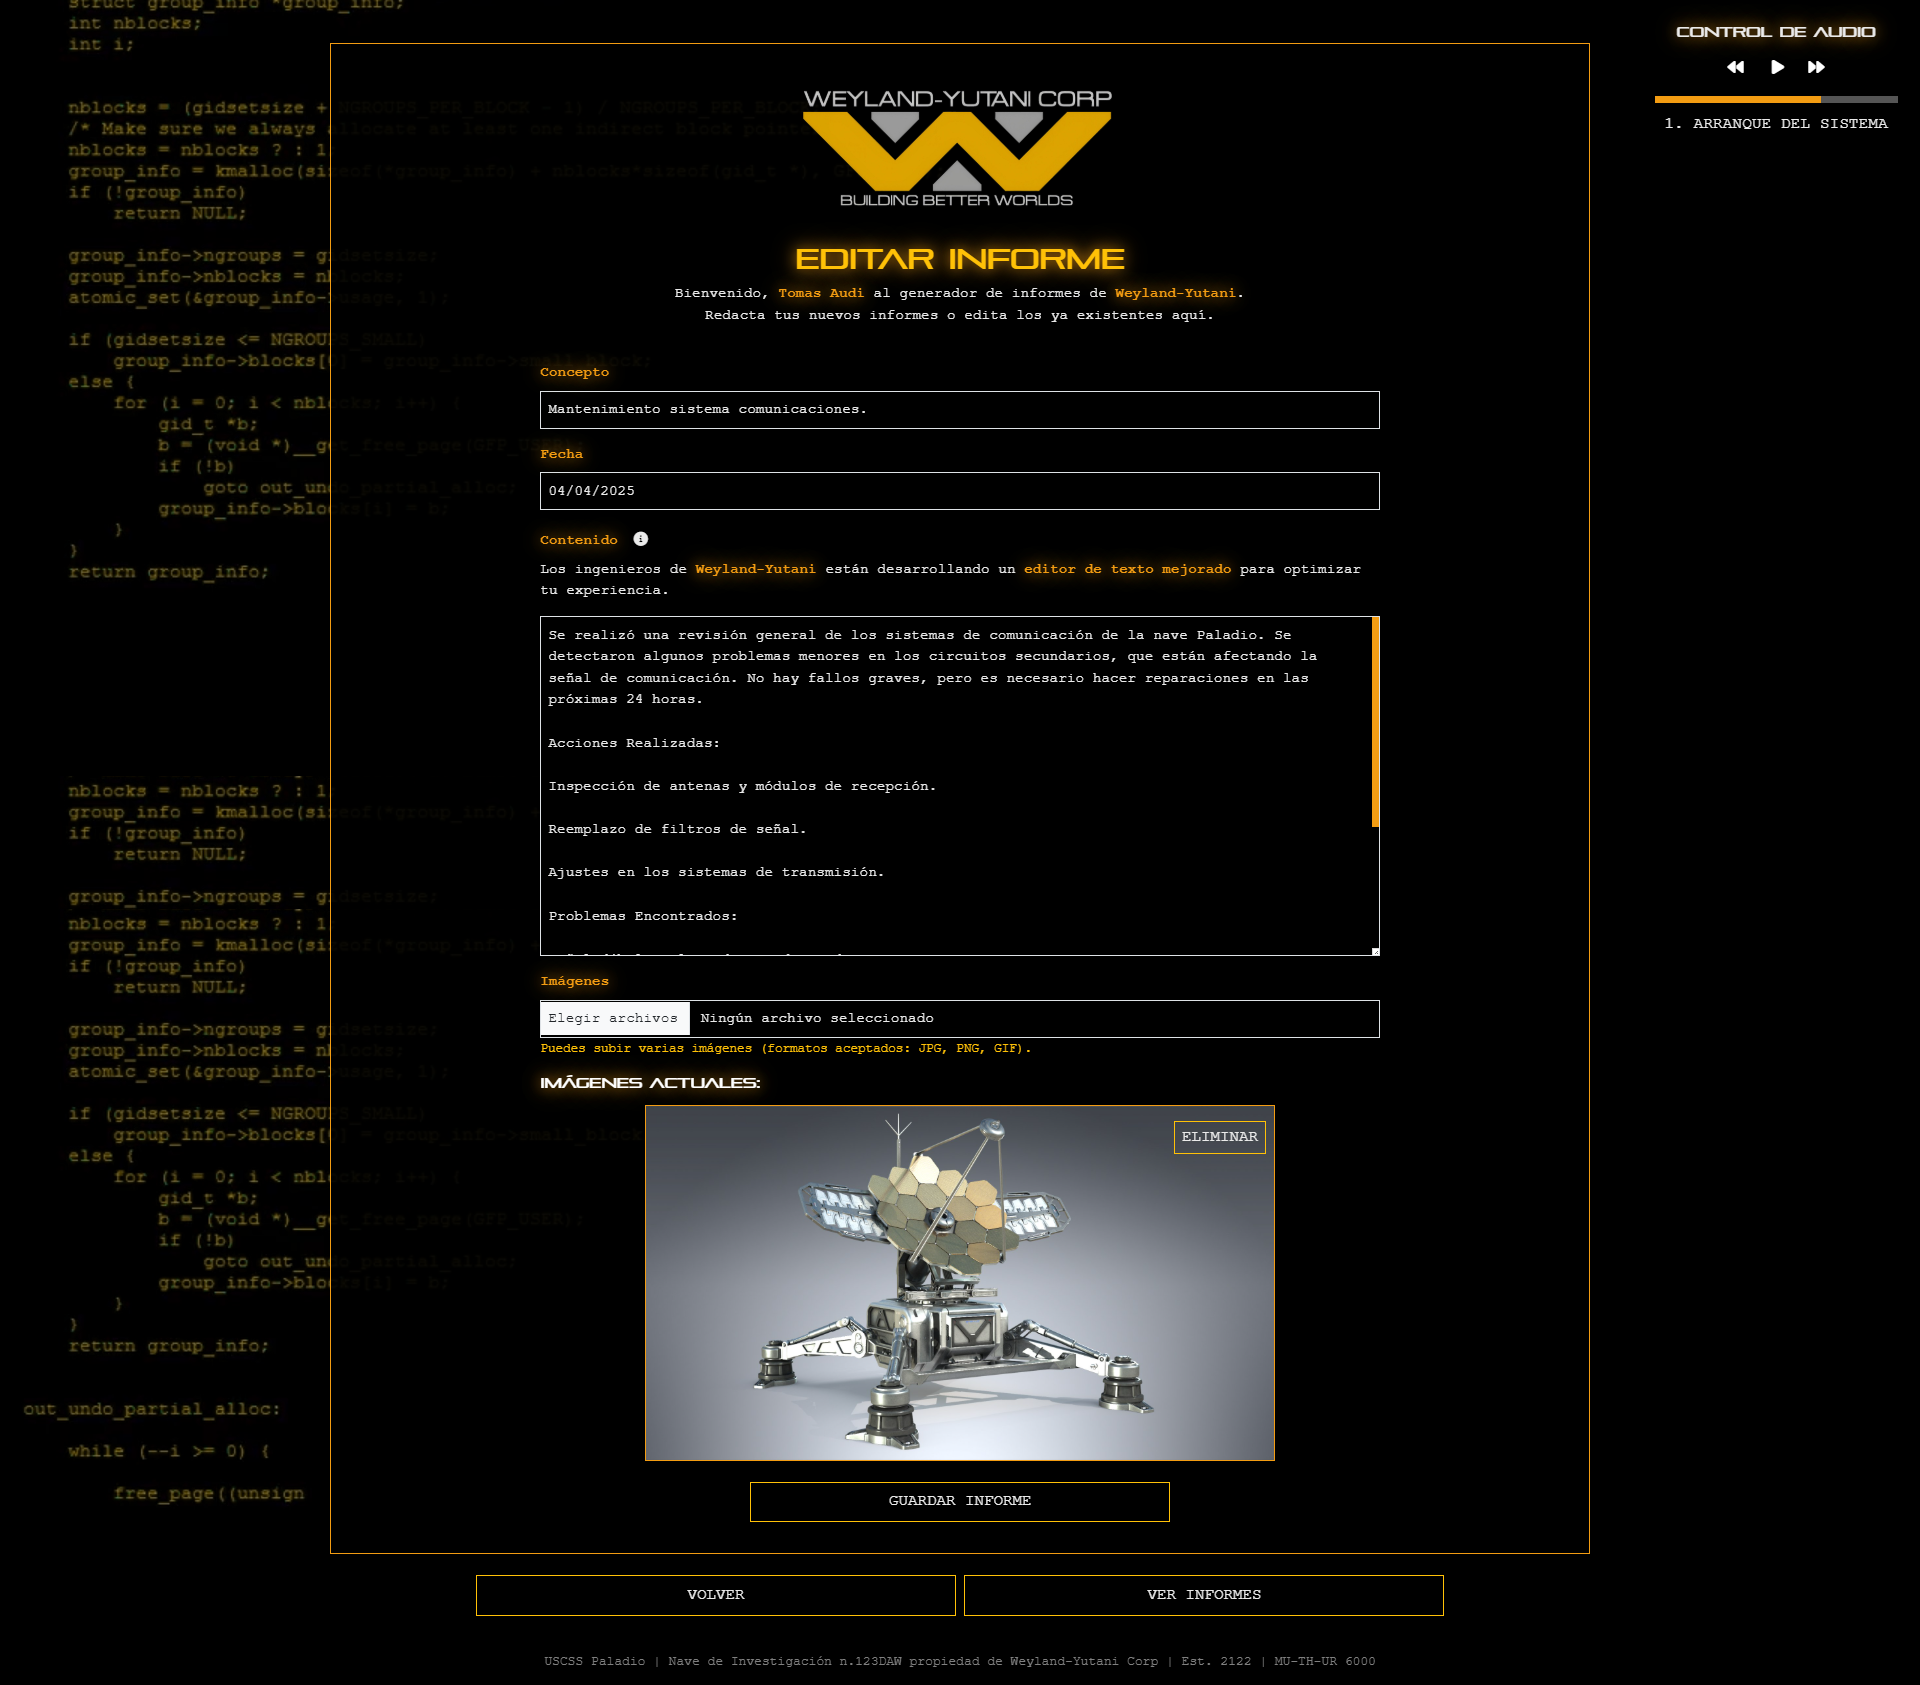 struct group_info *group_info;
int nblocks;
int i;
nblocks = (gidsetsize + NGROUPS_PER_BLOCK - 1) / NGROUPS_PER_BLOCK
/* Make sure we always allocate at least one indirect block pointer
nblocks = nblocks ? : 1
group_info = kmalloc(sizeof(*group_info) + nblocks*sizeof(gid_t *),
if (!group_info)
return NULL;
group_info->ngroups = gidsetsize;
group_info->nblocks = nblocks;
atomic_set(&group_info->usage, 1);
if (gidsetsize <= NGROUPS_SMALL)
group_info->blocks[0] = group_info->small_block;
else {
for (i = 0; i < nblocks; i++) {
gid_t *b;
b = (void *)__get_free_page(GFP_USER);
if (!b)
goto out_undo_partial_alloc;
group_info->blocks[i] = b;
}
}
return group_info;
nblocks = nblocks ? : 1
group_info = kmalloc(sizeof(*group_info) +
if (!group_info)
return NULL;
group_info->ngroups = gidsetsize;
nblocks = nblocks ? : 1
group_info = kmalloc(sizeof(*group_info) +
if (!group_info)
return NULL;
group_info->ngroups = gidsetsize;
group_info->nblocks = nblocks;
atomic_set(&group_info->usage, 1);
if (gidsetsize <= NGROUPS_SMALL)
group_info->blocks[0] = group_info->small_block
else {
for (i = 0; i < nblocks; i++) {
gid_t *b;
b = (void *)__get_free_page(GFP_USER);
if (!b)
goto out_undo_partial_alloc;
group_info->blocks[i] = b;
}
}
return group_info;
out_undo_partial_alloc:
while (--i >= 0) {
free_page((unsign
WEYLAND-YUTANI CORP
BUILDING BETTER WORLDS
EDITAR INFORME
Bienvenido, Tomas Audi al generador de informes de Weyland-Yutani.
Redacta tus nuevos informes o edita los ya existentes aquí.
Concepto
Mantenimiento sistema comunicaciones.
Fecha
04/04/2025
Contenido
Los ingenieros de Weyland-Yutani están desarrollando un editor de texto mejorado para optimizar
tu experiencia.
Se realizó una revisión general de los sistemas de comunicación de la nave Paladio. Se
detectaron algunos problemas menores en los circuitos secundarios, que están afectando la
señal de comunicación. No hay fallos graves, pero es necesario hacer reparaciones en las
próximas 24 horas.
Acciones Realizadas:
Inspección de antenas y módulos de recepción.
Reemplazo de filtros de señal.
Ajustes en los sistemas de transmisión.
Problemas Encontrados:
Imágenes
Elegir archivos Ningún archivo seleccionado
Puedes subir varias imágenes (formatos aceptados: JPG, PNG, GIF).
IMÁGENES ACTUALES:
ELIMINAR
GUARDAR INFORME
VOLVER
VER INFORMES
USCSS Paladio | Nave de Investigación n.123DAW propiedad de Weyland-Yutani Corp | Est. 2122 | MU-TH-UR 6000
CONTROL DE AUDIO
1. ARRANQUE DEL SISTEMA